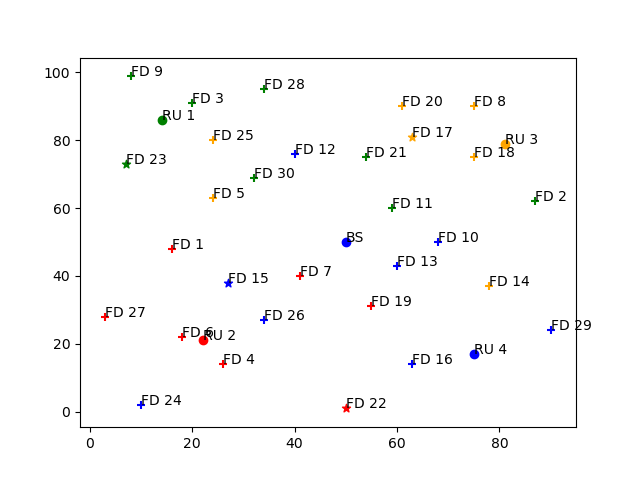 FD 9
FD 28
FD 3
FD 20
FD 8
100
RU 1
FD 25
FD 17
RU 3
80
FD 12
FD 21
FD 18
FD 23
FD 30
FD 5
FD 2
60
FD 11
FD 1
BS
FD 10
FD 13
40
FD 15
FD 7
FD 14
FD 27
FD 26
FD 19
FD 29
20
FD 6
RU 2
FD 4
FD 16
RU 4
0
FD 24
FD 22
0 20 40 60 80